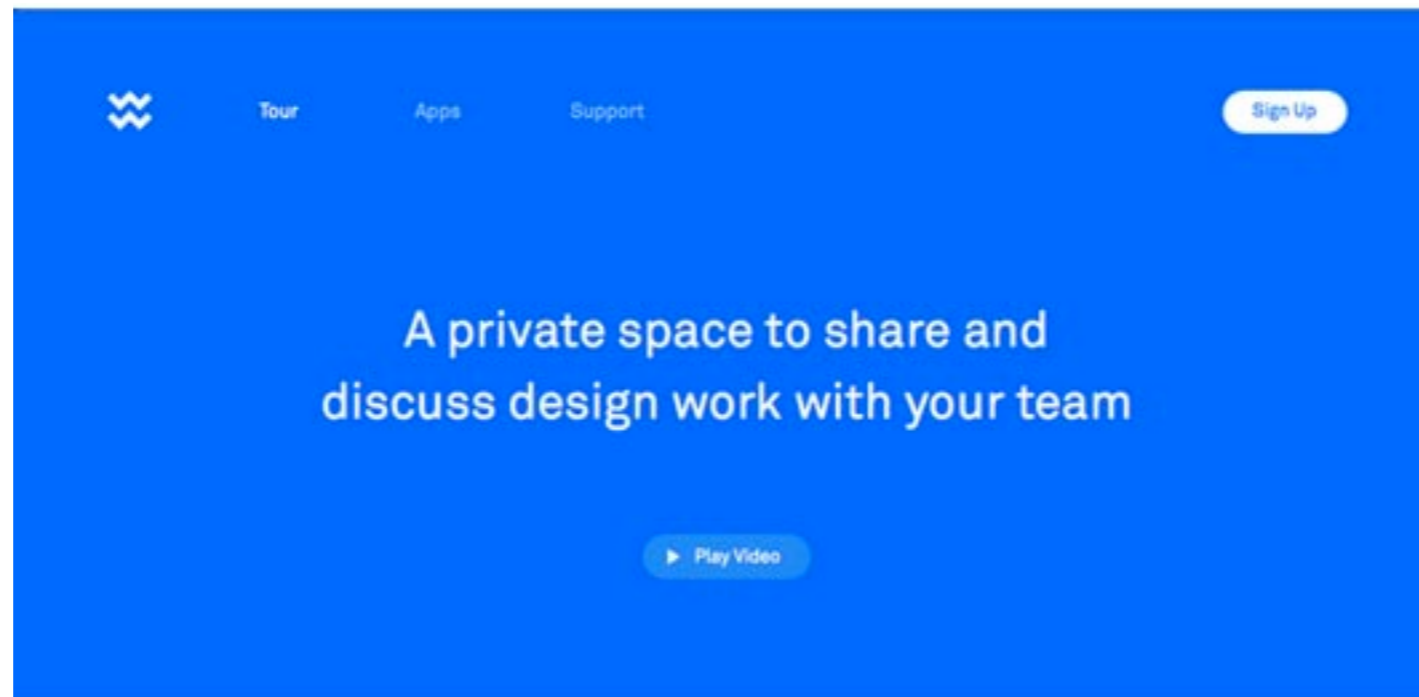 Tour Apps Support Sign Up
A private space to share and
discuss design work with your team
Play Video